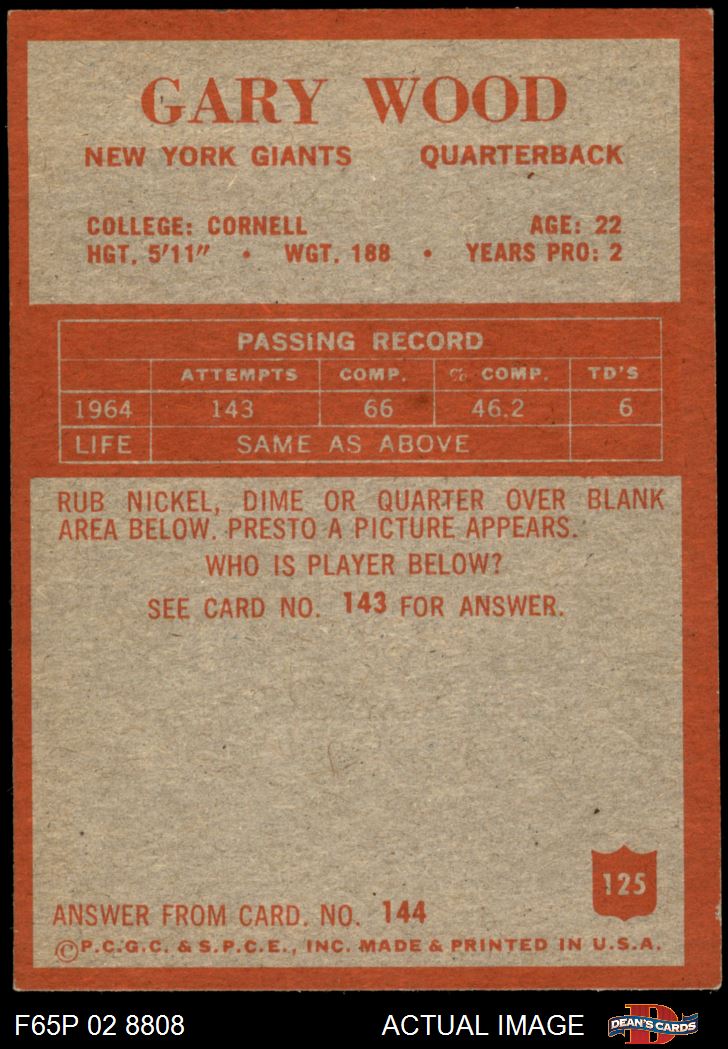 GARY WOOD
NEW YORK GIANTS QUARTERBACK
COLLEGE: CORNELL AGE: 22
HGT. 5'11" • WGT. 188 • YEARS PRO: 2
PASSING RECORD
ATTEMPTS COMP. % COMP. TD'S
1964 143 66 46.2 6
LIFE SAME AS ABOVE
RUB NICKEL, DIME OR QUARTER OVER BLANK
AREA BELOW. PRESTO A PICTURE APPEARS.
WHO IS PLAYER BELOW?
SEE CARD NO. 143 FOR ANSWER.
125
ANSWER FROM CARD. NO. 144
©P.C.G.C. & S.P.C.E., INC. MADE & PRINTED IN U.S.A.
F65P 02 8808 ACTUAL IMAGE DEAN'S CARDS